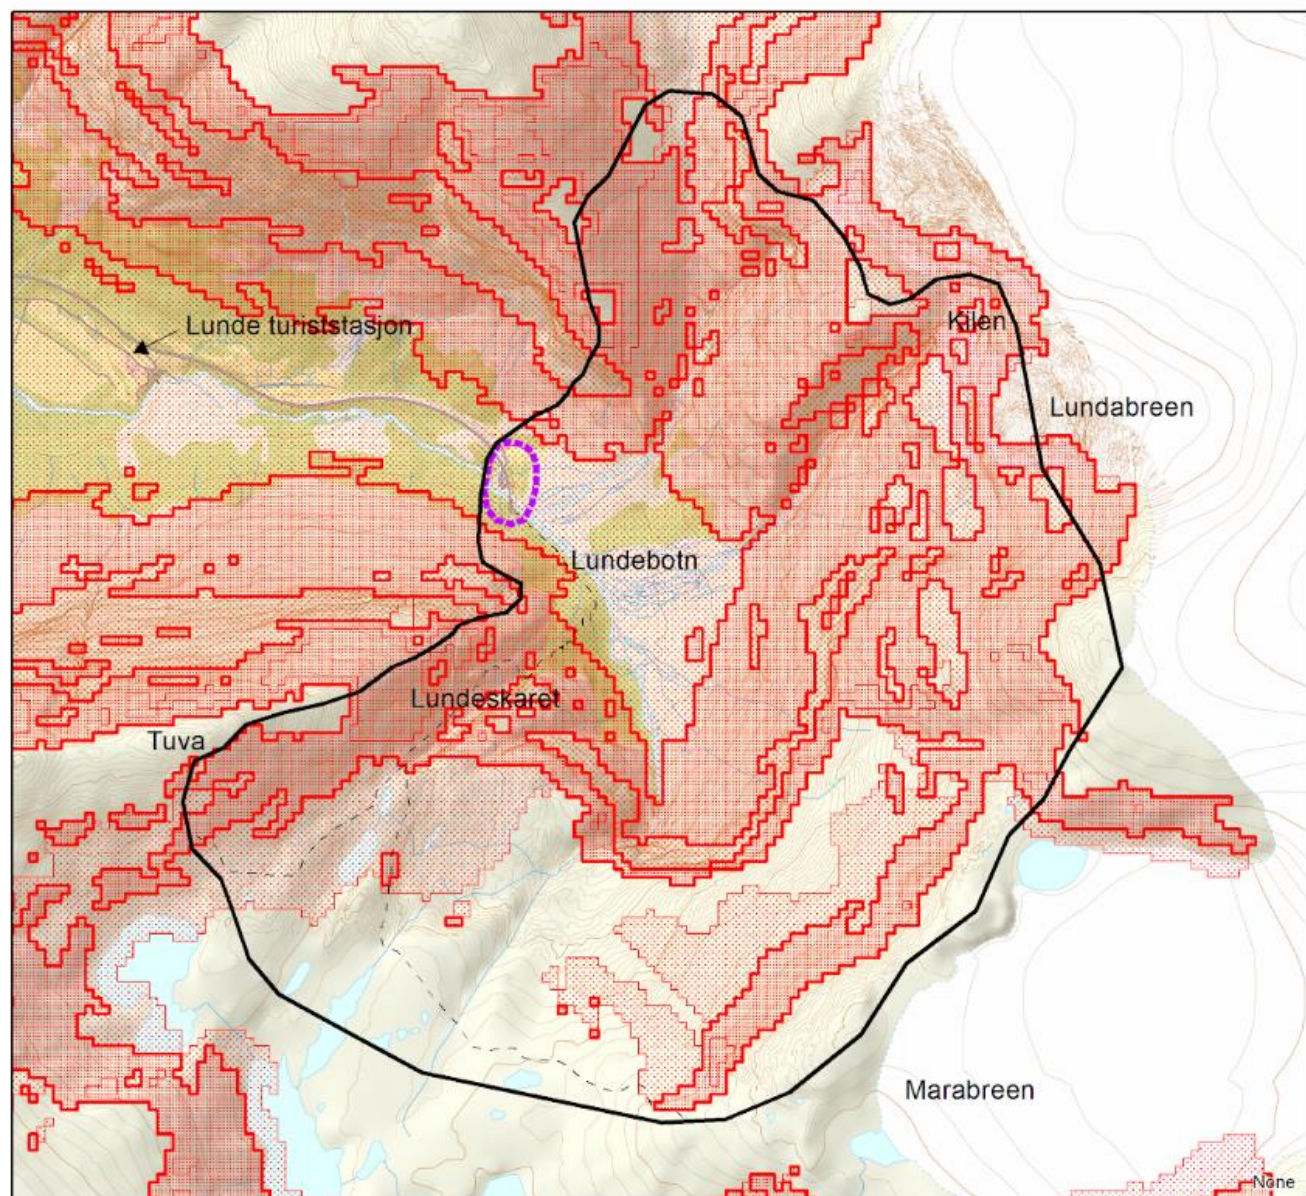 Lunde turiststasjon
Kilen
Lundabreen
Lundebotn
Lundeskaret
Tuva
Marabreen
None